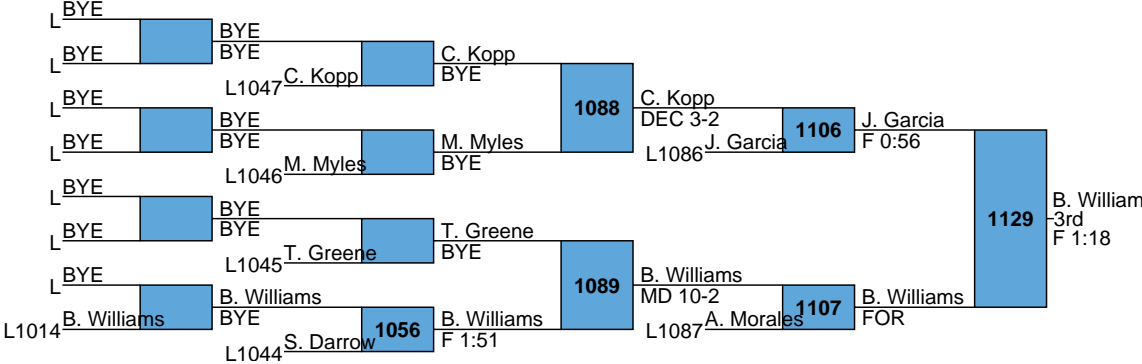 L BYE
BYE
BYE
L BYE
C. Kopp
BYE
L1047 C. Kopp
L BYE
C. Kopp
DEC 3-2
1088
BYE
BYE
J. Garcia
F 0:56
1106
L BYE
M. Myles
BYE
L1086 J. Garcia
L1046 M. Myles
L BYE
BYE
BYE
B. William
3rd
F 1:18
1129
L BYE
T. Greene
BYE
L1045 T. Greene
L BYE
B. Williams
MD 10-2
1089
B. Williams
BYE
B. Williams
FOR
1107
L1014 B. Williams
1056
B. Williams
F 1:51
L1087 A. Morales
L1044 S. Darrow